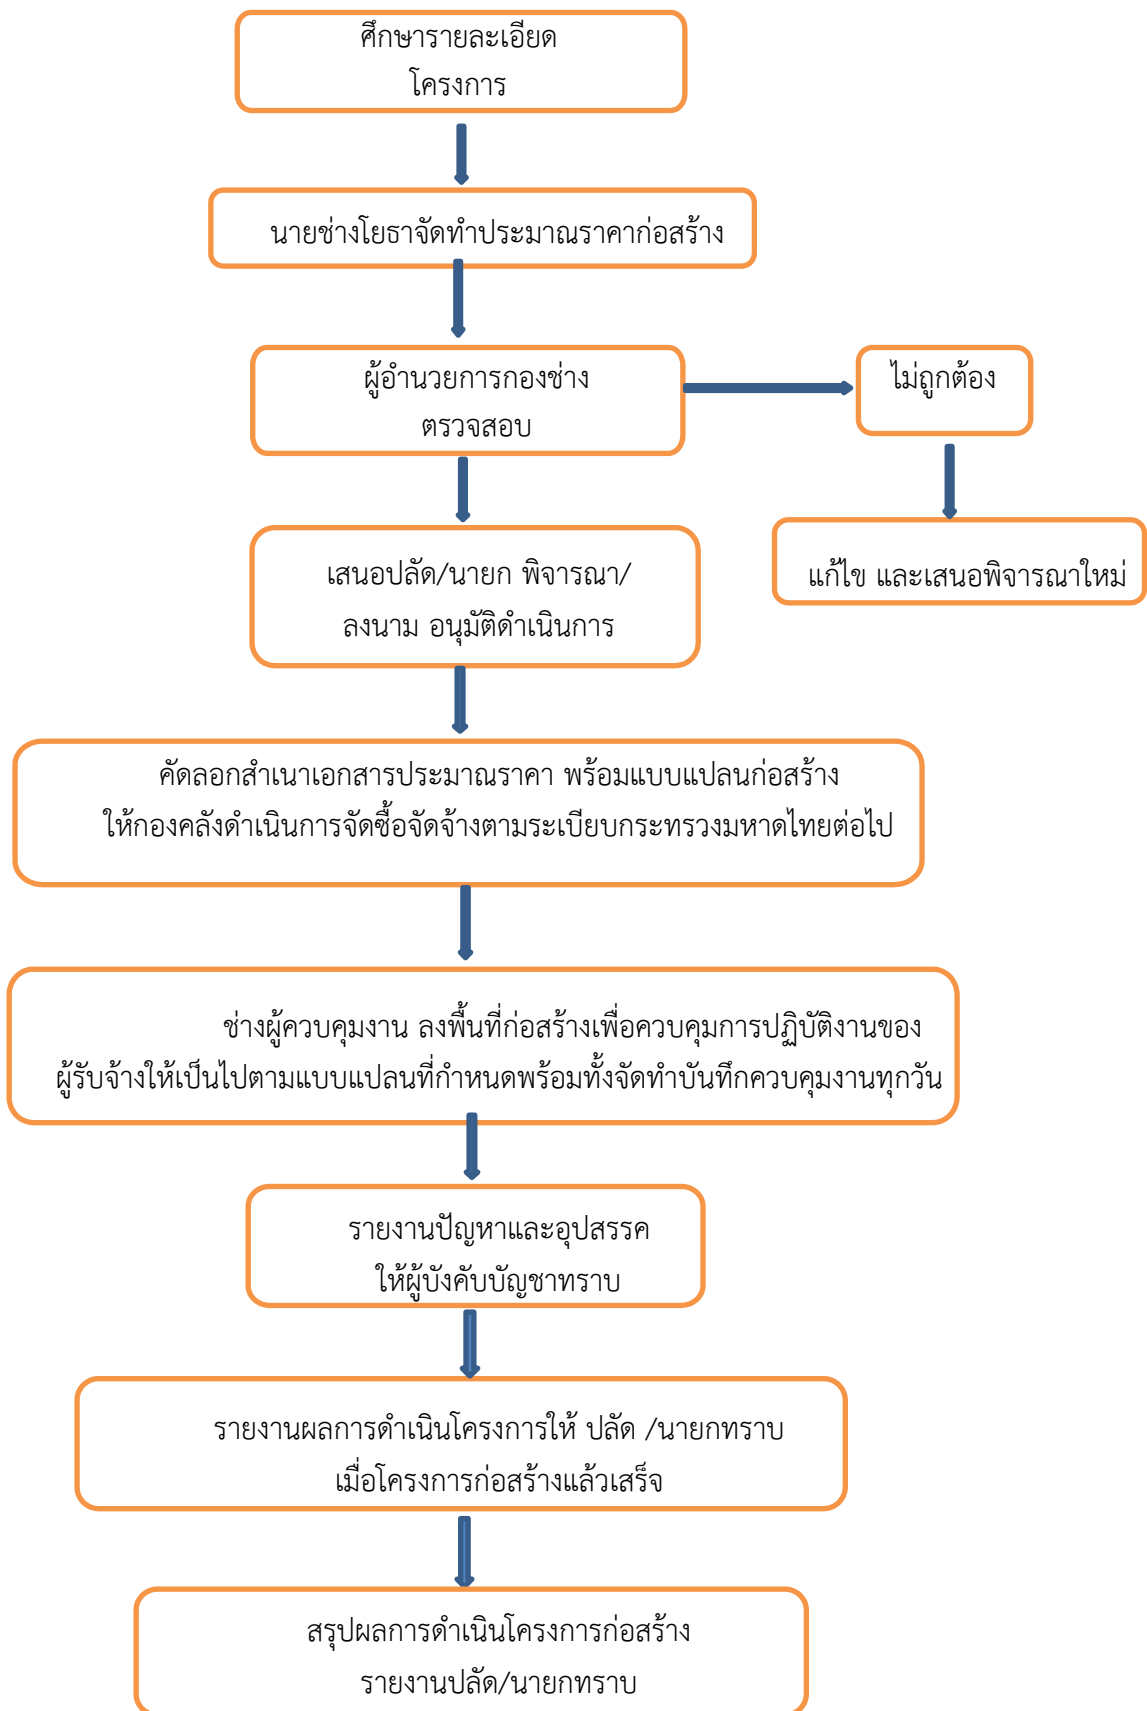 ศึกษารายละเอียด
โครงการ
นายช่างโยธาจัดทำประมาณราคาก่อสร้าง
ผู้อำนวยการกองช่าง
ตรวจสอบ
ไม่ถูกต้อง
เสนอปลัด/นายก พิจารณา/
ลงนาม อนุมัติดำเนินการ
แก้ไข และเสนอพิจารณาใหม่
คัดลอกสำเนาเอกสารประมาณราคา พร้อมแบบแปลนก่อสร้าง
ให้กองคลังดำเนินการจัดซื้อจัดจ้างตามระเบียบกระทรวงมหาดไทยต่อไป
ช่างผู้ควบคุมงาน ลงพื้นที่ก่อสร้างเพื่อควบคุมการปฏิบัติงานของ
ผู้รับจ้างให้เป็นไปตามแบบแปลนที่กำหนดพร้อมทั้งจัดทำบันทึกควบคุมงานทุกวัน
รายงานปัญหาและอุปสรรค
ให้ผู้บังคับบัญชาทราบ
รายงานผลการดำเนินโครงการให้ ปลัด /นายกทราบ
เมื่อโครงการก่อสร้างแล้วเสร็จ
สรุปผลการดำเนินโครงการก่อสร้าง
รายงานปลัด/นายกทราบ